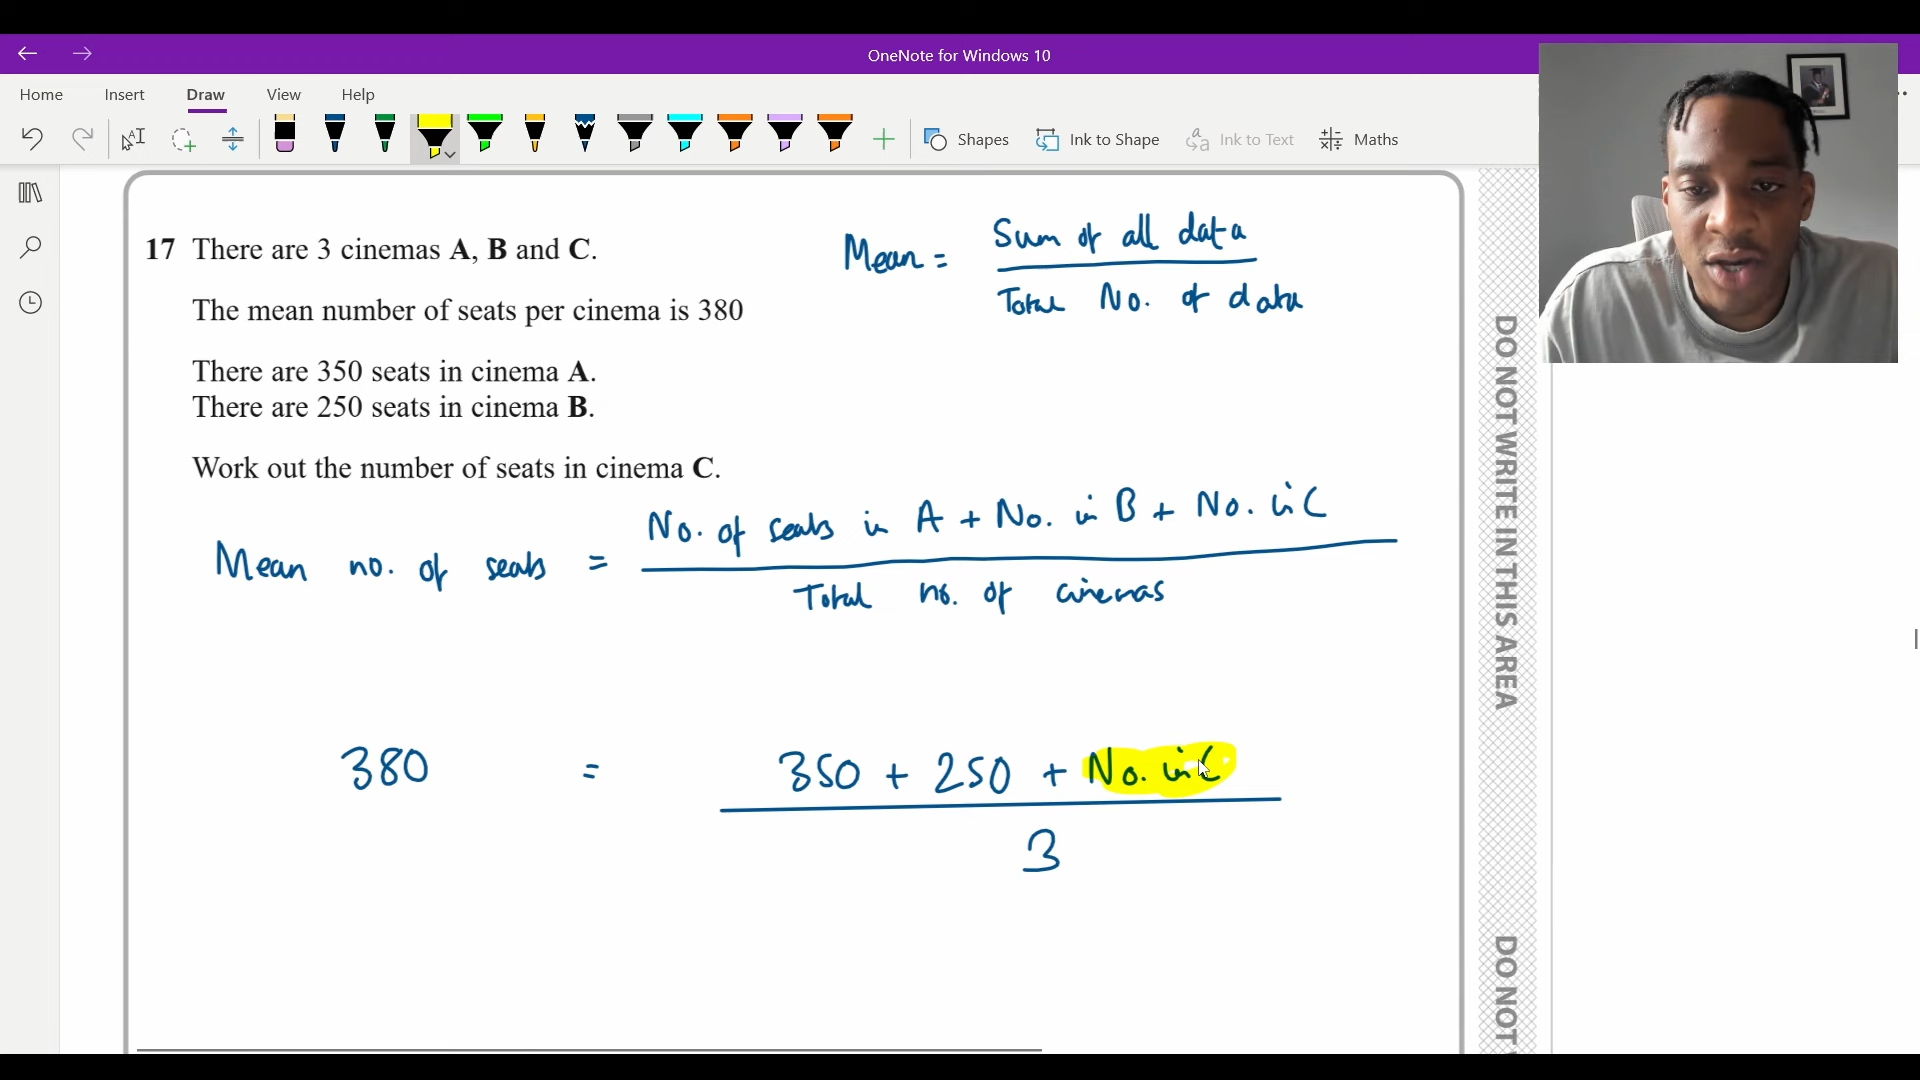 OneNote for Windows 10
Home Insert Draw View Help
Shapes Ink to Shape Ink to Text Maths
17 There are 3 cinemas A, B and C.
The mean number of seats per cinema is 380
There are 350 seats in cinema A.
There are 250 seats in cinema B.
Work out the number of seats in cinema C.
Mean = Sum of all data
Total No. of data
Mean no. of seats = No. of seats in A + No. in B + No. in C
Total no. of cinemas
380 = 350 + 250 + No. in C
3
DO NOT WRITE IN THIS AREA
DO NOT